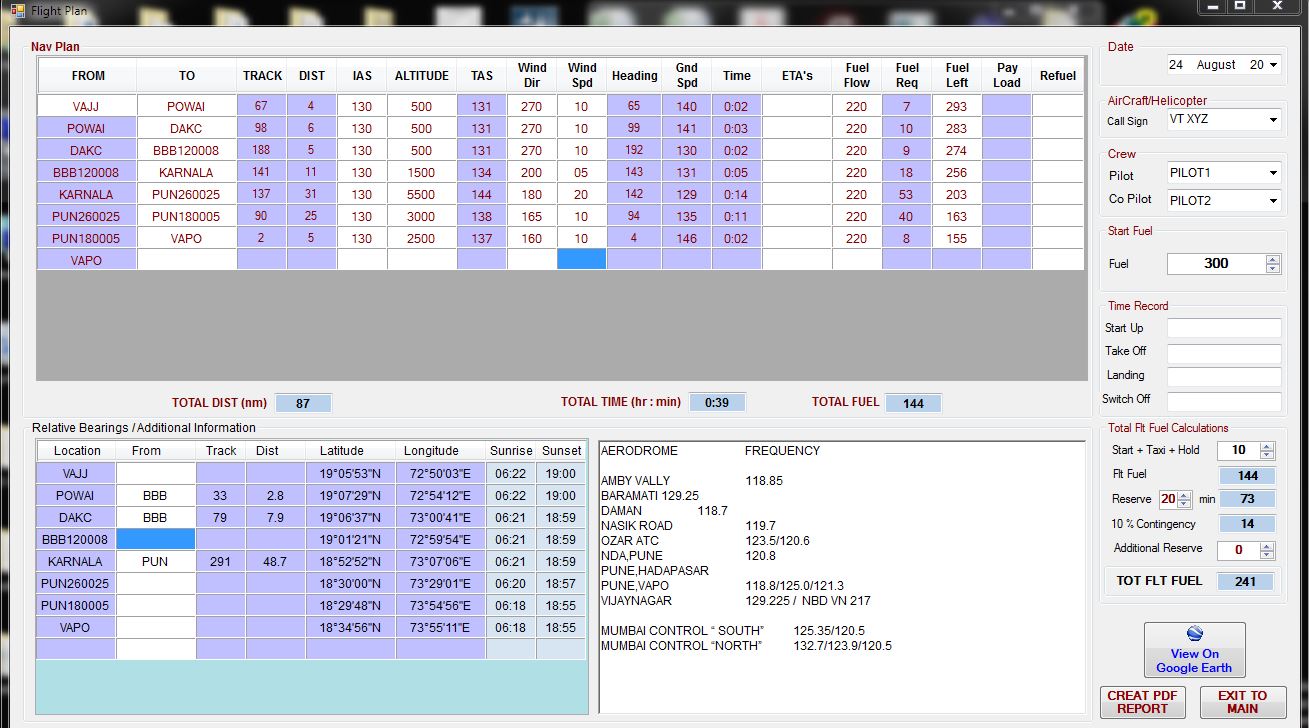 Flight Plan
Nav Plan
FROM TO TRACK DIST IAS ALTITUDE TAS Wind Dir Wind Spd Heading Gnd Spd Time ETA's Fuel Flow Fuel Req Fuel Left Pay Load Refuel
VAJJ POWAI 67 4 130 500 131 270 10 65 140 0:02 220 7 293
POWAI DAKC 98 6 130 500 131 270 10 99 141 0:03 220 10 283
DAKC BBB120008 188 5 130 500 131 270 10 192 130 0:02 220 9 274
BBB120008 KARNALA 141 11 130 1500 134 200 05 143 131 0:05 220 18 256
KARNALA PUN260025 137 31 130 5500 144 180 20 142 129 0:14 220 53 203
PUN260025 PUN180005 90 25 130 3000 138 165 10 94 135 0:11 220 40 163
PUN180005 VAPO 2 5 130 2500 137 160 10 4 146 0:02 220 8 155
VAPO
TOTAL DIST (nm) 87 TOTAL TIME (hr : min) 0:39 TOTAL FUEL 144
Relative Bearings / Additional Information
Location From Track Dist Latitude Longitude Sunrise Sunset
VAJJ 19°05'53"N 72°50'03"E 06:22 19:00
POWAI BBB 33 2.8 19°07'29"N 72°54'12"E 06:22 19:00
DAKC BBB 79 7.9 19°06'37"N 73°00'41"E 06:21 18:59
BBB120008 19°01'21"N 72°59'54"E 06:21 18:59
KARNALA PUN 291 48.7 18°52'52"N 73°07'06"E 06:21 18:59
PUN260025 18°30'00"N 73°29'01"E 06:20 18:57
PUN180005 18°29'48"N 73°54'56"E 06:18 18:55
VAPO 18°34'56"N 73°55'11"E 06:18 18:55
AERODROME FREQUENCY
AMBY VALLY 118.85
BARAMATI 129.25
DAMAN 118.7
NASIK ROAD 119.7
OZAR ATC 123.5/120.6
NDA,PUNE 120.8
PUNE,HADAPASAR
PUNE,VAPO 118.8/125.0/121.3
VIJAYNAGAR 129.225 / NBD VN 217
MUMBAI CONTROL “ SOUTH” 125.35/120.5
MUMBAI CONTROL “NORTH” 132.7/123.9/120.5
Date
24 August 20
AirCraft/Helicopter
Call Sign VT XYZ
Crew
Pilot PILOT1
Co Pilot PILOT2
Start Fuel
Fuel 300
Time Record
Start Up
Take Off
Landing
Switch Off
Total Flt Fuel Calculations
Start + Taxi + Hold 10
Flt Fuel 144
Reserve 20 min 73
10 % Contingency 14
Additional Reserve 0
TOT FLT FUEL 241
View On
Google Earth
CREAT PDF
REPORT
EXIT TO
MAIN